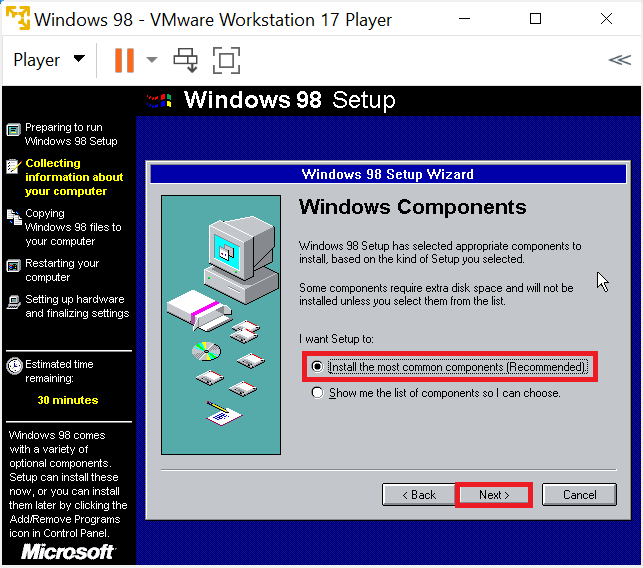 Windows 98 - VMware Workstation 17 Player
Player
Windows 98 Setup
Preparing to run
Windows 98 Setup
Collecting
information about
your computer
Copying
Windows 98 files to
your computer
Restarting your
computer
Setting up hardware
and finalizing settings
Estimated time
remaining:
30 minutes
Windows 98 comes
with a variety of
optional components.
Setup can install these
now, or you can install
them later by clicking the
Add/Remove Programs
icon in Control Panel.
Microsoft
Windows 98 Setup Wizard
Windows Components
Windows 98 Setup has selected appropriate components to
install, based on the kind of Setup you selected.
Some components require extra disk space and will not be
installed unless you select them from the list.
I want Setup to:
Install the most common components (Recommended).
Show me the list of components so I can choose.
< Back
Next >
Cancel